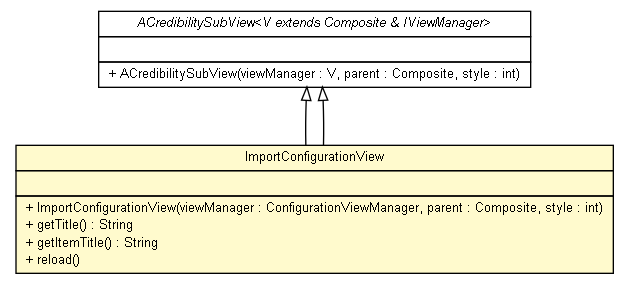 ACredibilitySubView<V extends Composite & IViewManager>
+ ACredibilitySubView(viewManager : V, parent : Composite, style : int)
ImportConfigurationView
+ ImportConfigurationView(viewManager : ConfigurationViewManager, parent : Composite, style : int)
+ getTitle() : String
+ getItemTitle() : String
+ reload()